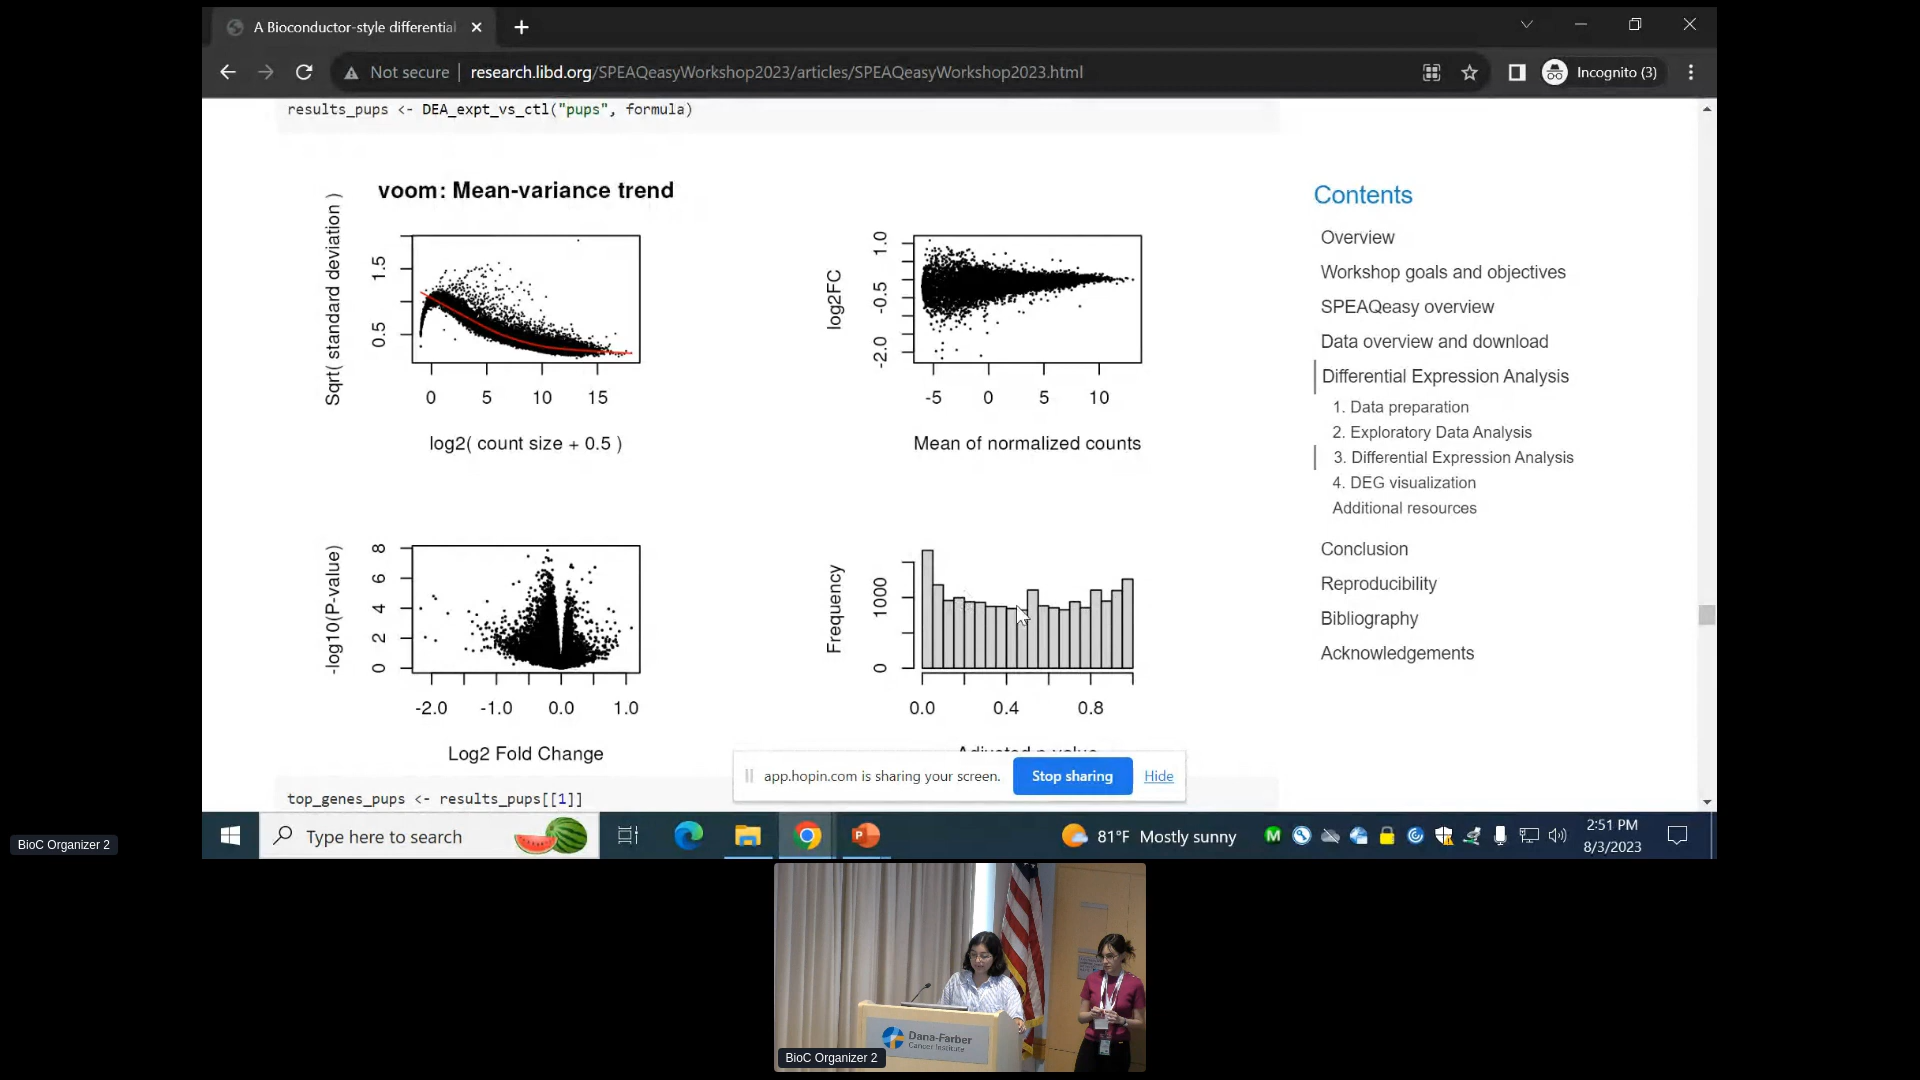 A Bioconductor-style differential
Not secure
research.libd.org/SPEAQeasyWorkshop2023/articles/SPEAQeasyWorkshop2023.html
Incognito (3)
results_pups <- DEA_expt_vs_ctl("pups", formula)
voom: Mean-variance trend
Sqrt( standard deviation )
0.5 1.5
0 5 10 15
log2( count size + 0.5 )
log2FC
-2.0 -0.5 1.0
-5 0 5 10
Mean of normalized counts
-log10(P-value)
0 2 4 6 8
-2.0 -1.0 0.0 1.0
Log2 Fold Change
Frequency
0 1000
0.0 0.4 0.8
Adjusted p-value
top_genes_pups <- results_pups[[1]]
Contents
Overview
Workshop goals and objectives
SPEAQeasy overview
Data overview and download
Differential Expression Analysis
1. Data preparation
2. Exploratory Data Analysis
3. Differential Expression Analysis
4. DEG visualization
Additional resources
Conclusion
Reproducibility
Bibliography
Acknowledgements
app.hopin.com is sharing your screen.
Stop sharing
Hide
Type here to search
81°F Mostly sunny
2:51 PM
8/3/2023
BioC Organizer 2
Dana-Farber
Cancer Institute
BioC Organizer 2